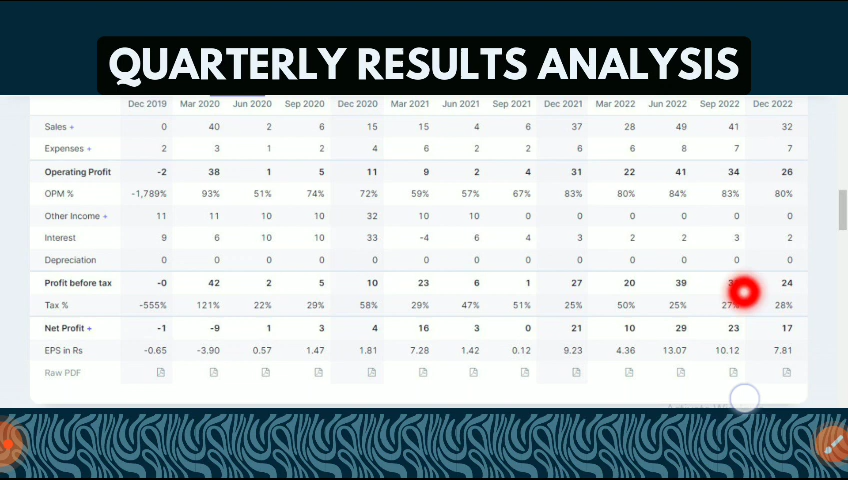 QUARTERLY RESULTS ANALYSIS
Dec 2019 Mar 2020 Jun 2020 Sep 2020 Dec 2020 Mar 2021 Jun 2021 Sep 2021 Dec 2021 Mar 2022 Jun 2022 Sep 2022 Dec 2022
Sales + 0 40 2 6 15 15 4 6 37 28 49 41 32
Expenses + 2 3 1 2 4 6 2 2 6 6 8 7 7
Operating Profit -2 38 1 5 11 9 2 4 31 22 41 34 26
OPM % -1,789% 93% 51% 74% 72% 59% 57% 67% 83% 80% 84% 83% 80%
Other Income + 11 11 10 10 32 10 10 0 0 0 0 0 0
Interest 9 6 10 10 33 -4 6 4 3 2 2 3 2
Depreciation 0 0 0 0 0 0 0 0 0 0 0 0 0
Profit before tax -0 42 2 5 10 23 6 1 27 20 39 24
Tax % -555% 121% 22% 29% 58% 29% 47% 51% 25% 50% 25% 27% 28%
Net Profit + -1 -9 1 3 4 16 3 0 21 10 29 23 17
EPS in Rs -0.65 -3.90 0.57 1.47 1.81 7.28 1.42 0.12 9.23 4.36 13.07 10.12 7.81
Raw PDF